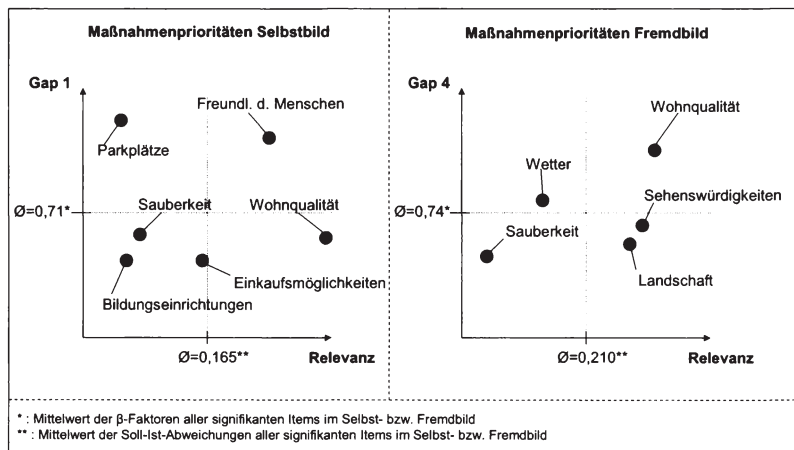 Maßnahmenprioritäten Selbstbild
Gap 1
Freundl. d. Menschen
Parkplätze
Sauberkeit
Wohnqualität
Ø=0,71*
Einkaufsmöglichkeiten
Bildungseinrichtungen
Ø=0,165**
Relevanz
Maßnahmenprioritäten Fremdbild
Gap 4
Wohnqualität
Wetter
Sehenswürdigkeiten
Ø=0,74*
Sauberkeit
Landschaft
Ø=0,210**
Relevanz
* : Mittelwert der β-Faktoren aller signifikanten Items im Selbst- bzw. Fremdbild
** : Mittelwert der Soll-Ist-Abweichungen aller signifikanten Items im Selbst- bzw. Fremdbild